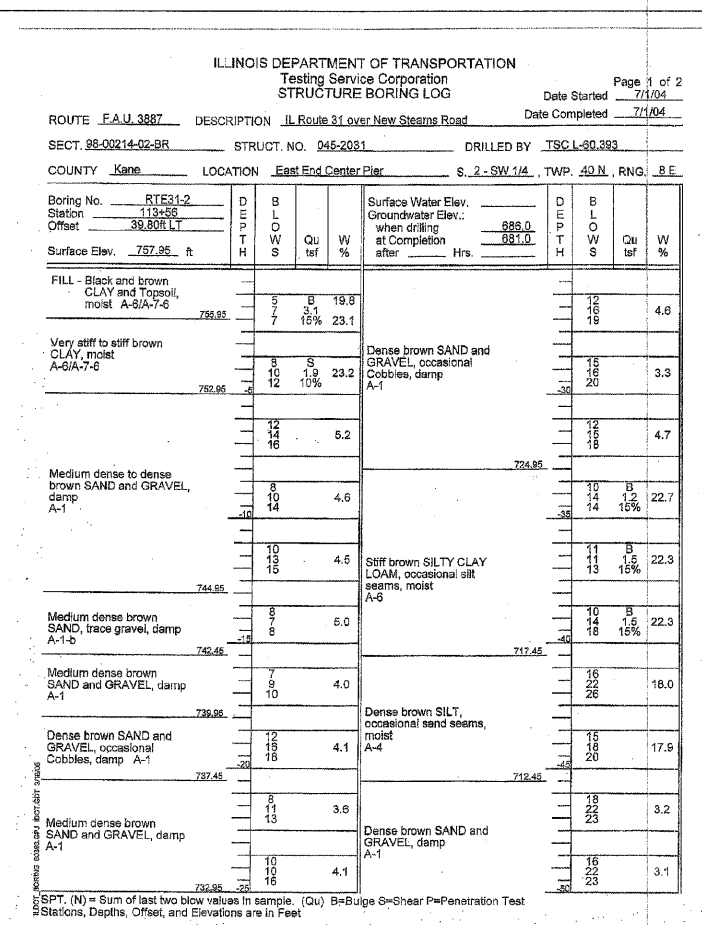 ILLINOIS DEPARTMENT OF TRANSPORTATION
Testing Service Corporation
STRUCTURE BORING LOG
Page 1 of 2
Date Started 7/1/04
Date Completed 7/1/04
ROUTE F.A.U. 3887 DESCRIPTION IL Route 31 over New Stearns Road
SECT. 98-00214-02-BR STRUCT. NO. 045-2031 DRILLED BY TSC L-60.393
COUNTY Kane LOCATION East End Center Pier S. 2 - SW 1/4 , TWP. 40 N , RNG. 8 E
Boring No. RTE31-2
Station 113+56
Offset 39.80ft LT
Surface Elev. 757.95 ft
DEPTH BLOWS Qu tsf W %
Surface Water Elev.
Groundwater Elev.:
when drilling 686.0
at Completion 681.0
after Hrs.
DEPTH BLOWS Qu tsf W %
FILL - Black and brown
CLAY and Topsoil,
moist A-6/A-7-6
755.95
5 B 19.8
7 3.1
7 15% 23.1
Very stiff to stiff brown
CLAY, moist
A-6/A-7-6
8 S
10 1.9 23.2
12 10%
752.95 -5
12
14 5.2
16
Medium dense to dense
brown SAND and GRAVEL,
damp
A-1
8
10 4.6
14
-10
10
13 4.5
15
744.95
Medium dense brown
SAND, trace gravel, damp
A-1-b
8
7 5.0
8
-15
742.45
Medium dense brown
SAND and GRAVEL, damp
A-1
7
9 4.0
10
739.95
Dense brown SAND and
GRAVEL, occasional
Cobbles, damp A-1
12
18 4.1
18
-20
737.45
8
11 3.6
13
Medium dense brown
SAND and GRAVEL, damp
A-1
10
10 4.1
16
732.95 -25
12
16 4.6
19
Dense brown SAND and
GRAVEL, occasional
Cobbles, damp
A-1
15
16 3.3
20
-30
12
15 4.7
18
724.95
10 B
14 1.2 22.7
14 15%
-35
11 B
11 1.5 22.3
13 15%
Stiff brown SILTY CLAY
LOAM, occasional silt
seams, moist
A-6
10 B
14 1.5 22.3
18 15%
-40
717.45
16
22 18.0
26
Dense brown SILT,
occasional sand seams,
moist
A-4
15
18 17.9
20
-45
712.45
18
22 3.2
23
Dense brown SAND and
GRAVEL, damp
A-1
16
22 3.1
23
-50
SPT. (N) = Sum of last two blow values in sample. (Qu) B=Bulge S=Shear P=Penetration Test
Stations, Depths, Offset, and Elevations are in Feet